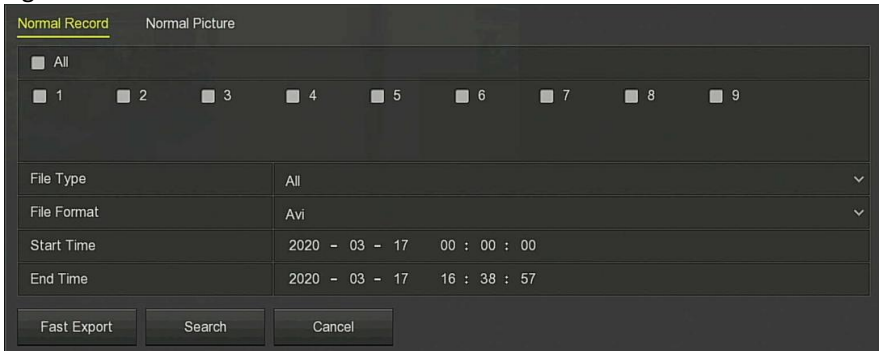 Normal Record Normal Picture
All
1 2 3 4 5 6 7 8 9
File Type All
File Format Avi
Start Time 2020 - 03 - 17 00 : 00 : 00
End Time 2020 - 03 - 17 16 : 38 : 57
Fast Export Search Cancel